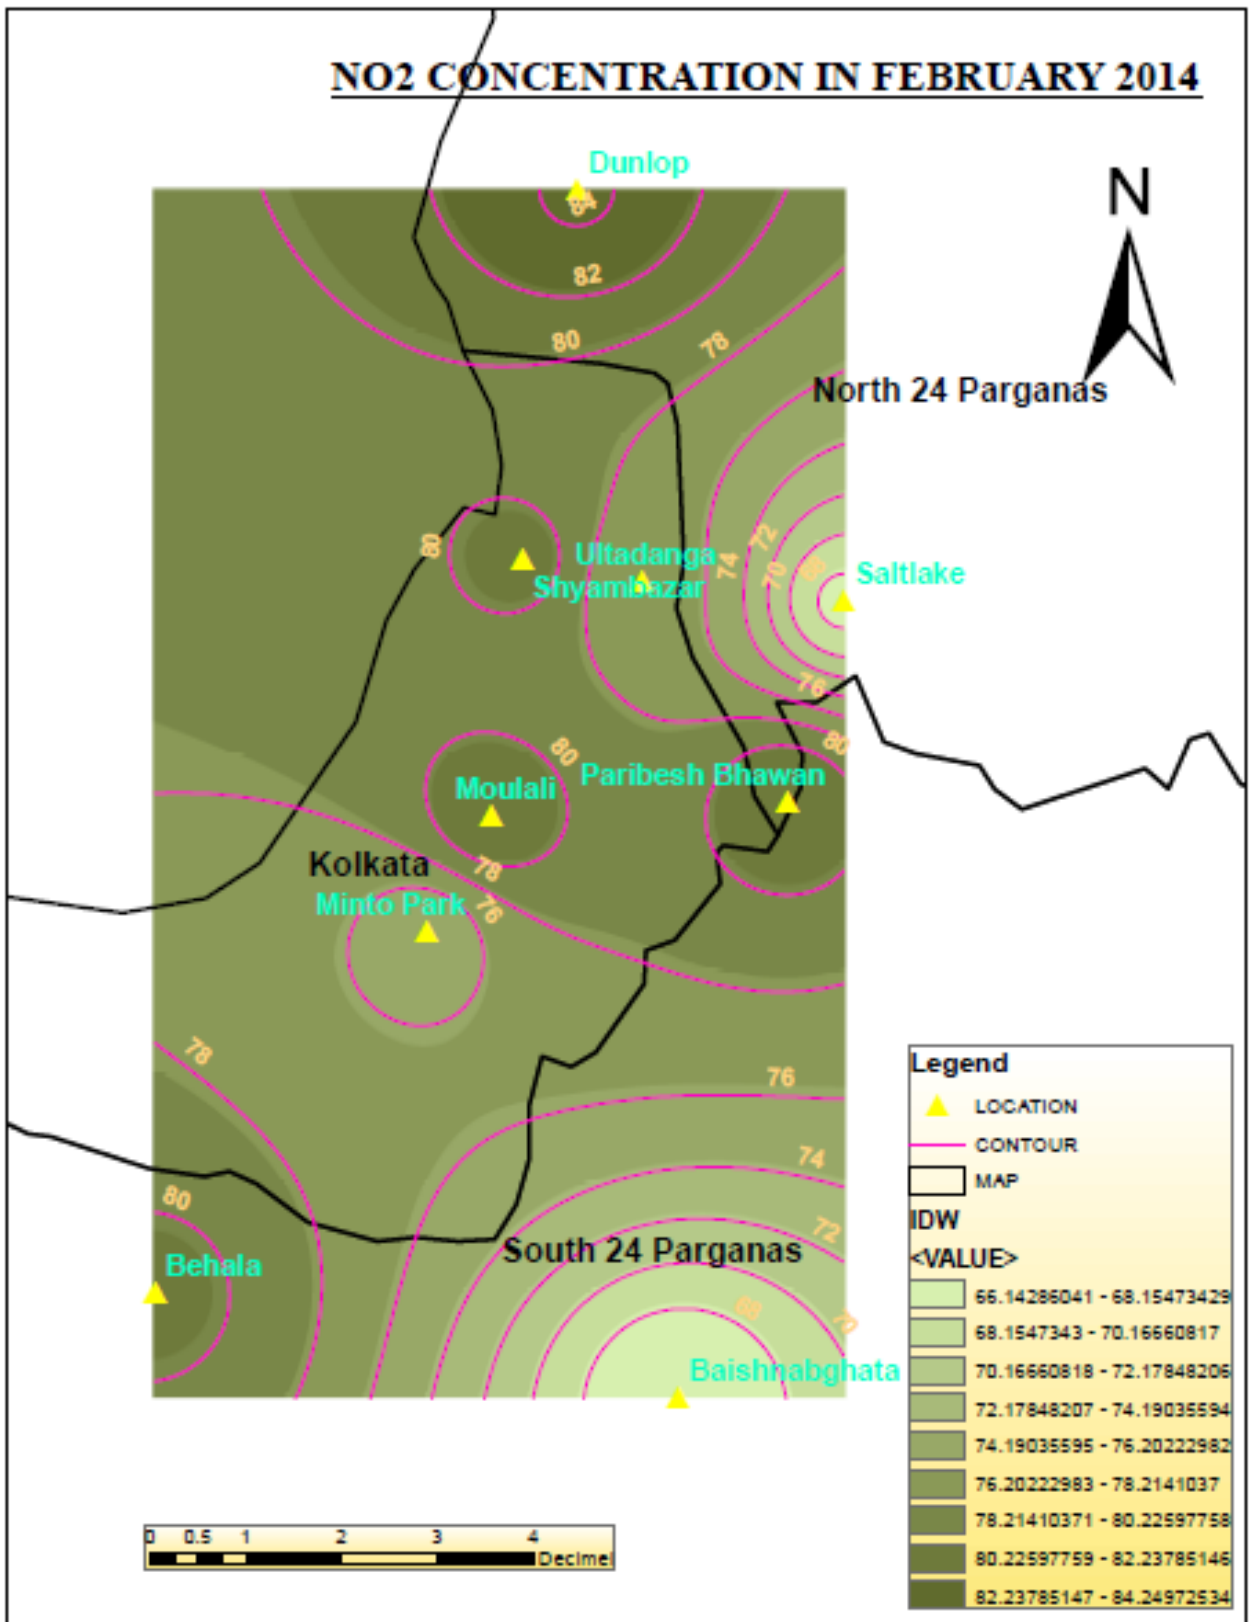 NO2 CONCENTRATION IN FEBRUARY 2014
Dunlop
84
N
82
80
78
North 24 Parganas
80
72
Ultadanga
74
70
68
Saltlake
Shyambazar
76
80
80
Paribesh Bhawan
Moulali
Kolkata
78
Minto Park
76
78
76
74
80
72
South 24 Parganas
Behala
68
70
Baishnabghata
Legend
LOCATION
CONTOUR
MAP
IDW
<VALUE>
66.14286041 - 68.15473429
68.1547343 - 70.16660817
70.16660818 - 72.17848206
72.17848207 - 74.19035594
74.19035595 - 76.20222982
76.20222983 - 78.2141037
78.21410371 - 80.22597758
80.22597759 - 82.23785146
82.23785147 - 84.24972534
0 0.5 1 2 3 4
Decimel